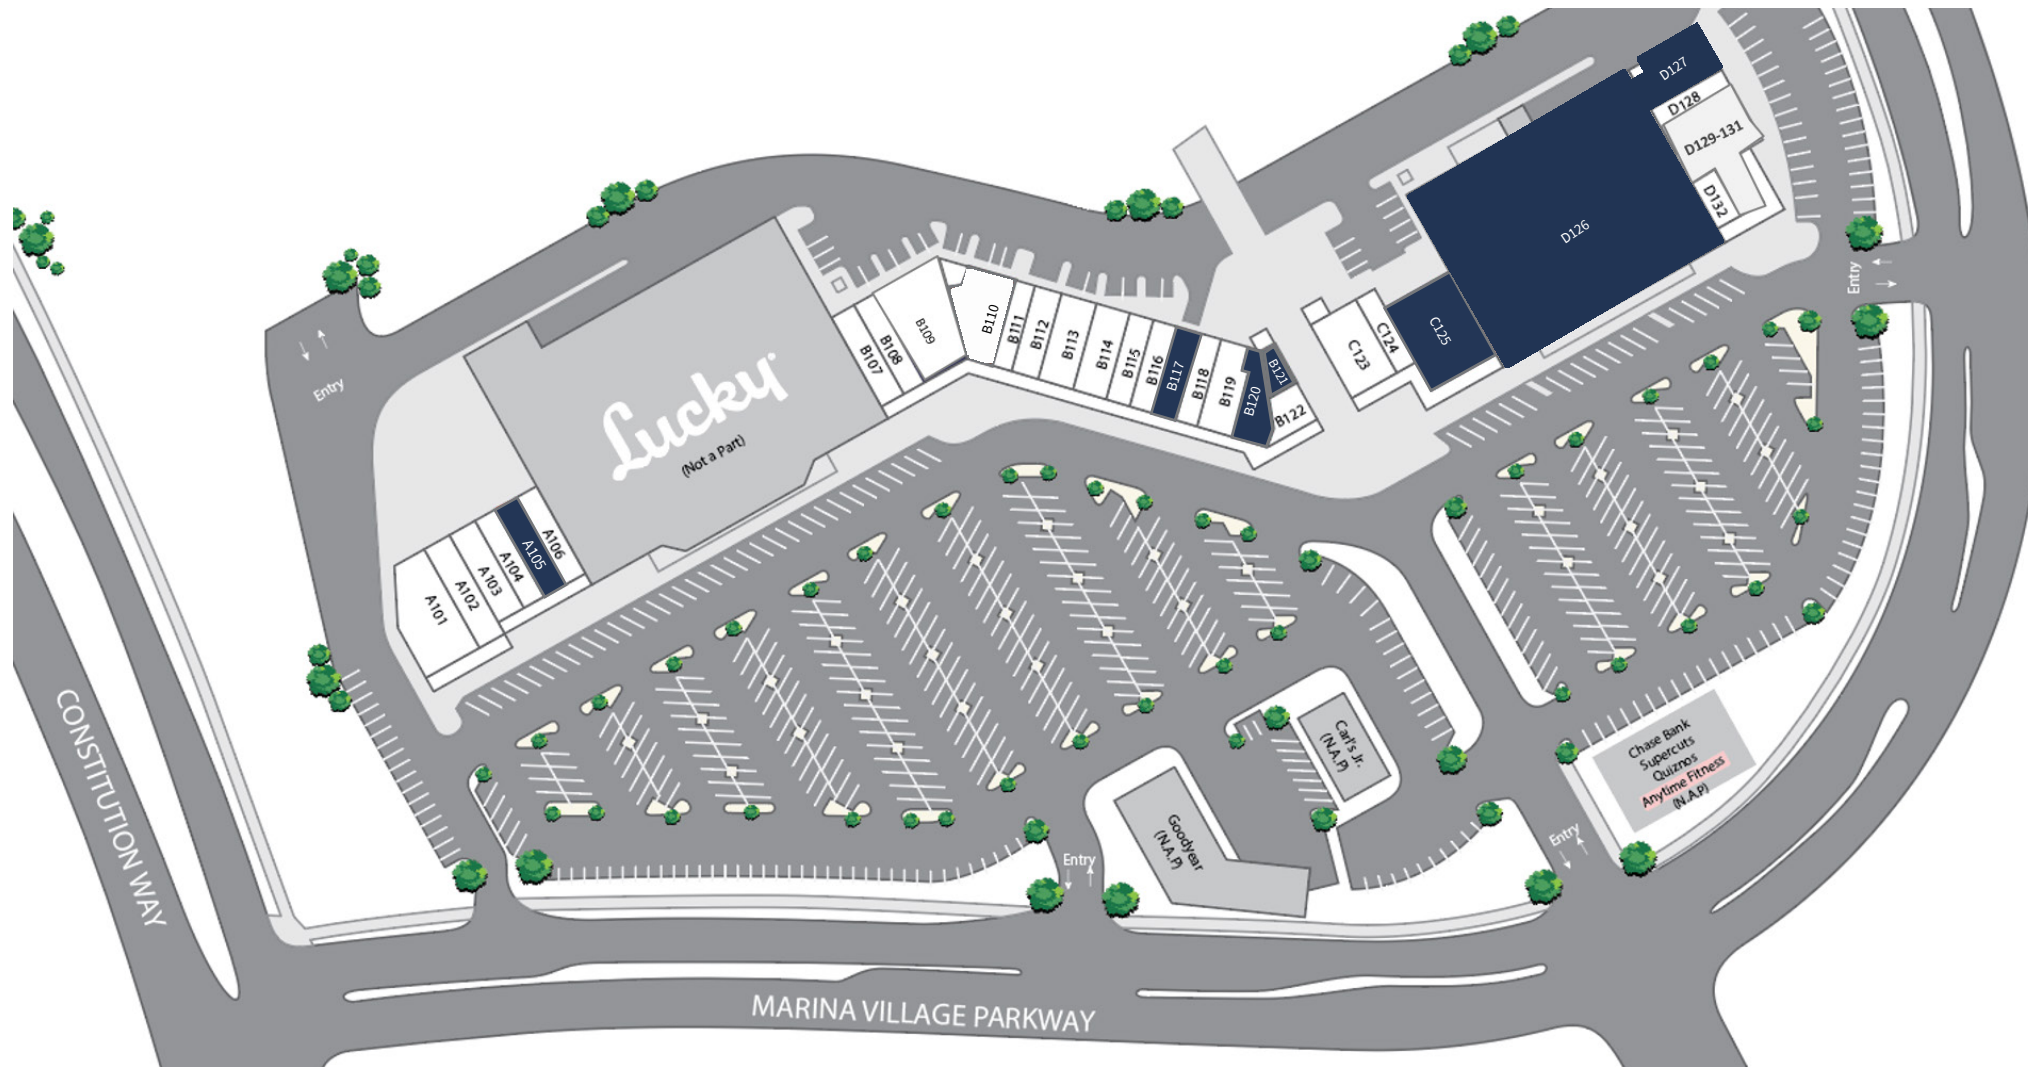 D127
D128
D129-131
D132
D126
Entry
C125
C124
C123
B107
B108
B109
B110
B111
B112
B113
B114
B115
B116
B117
B118
B119
B120
B121
B122
Lucky
(Not a Part)
Entry
A101
A102
A103
A104
A105
A106
Carl's Jr.
(N.A.P)
Goodyear
(N.A.P)
Chase Bank
Supercuts
Quiznos
Anytime Fitness
(N.A.P)
Entry
Entry
CONSTITUTION WAY
MARINA VILLAGE PARKWAY